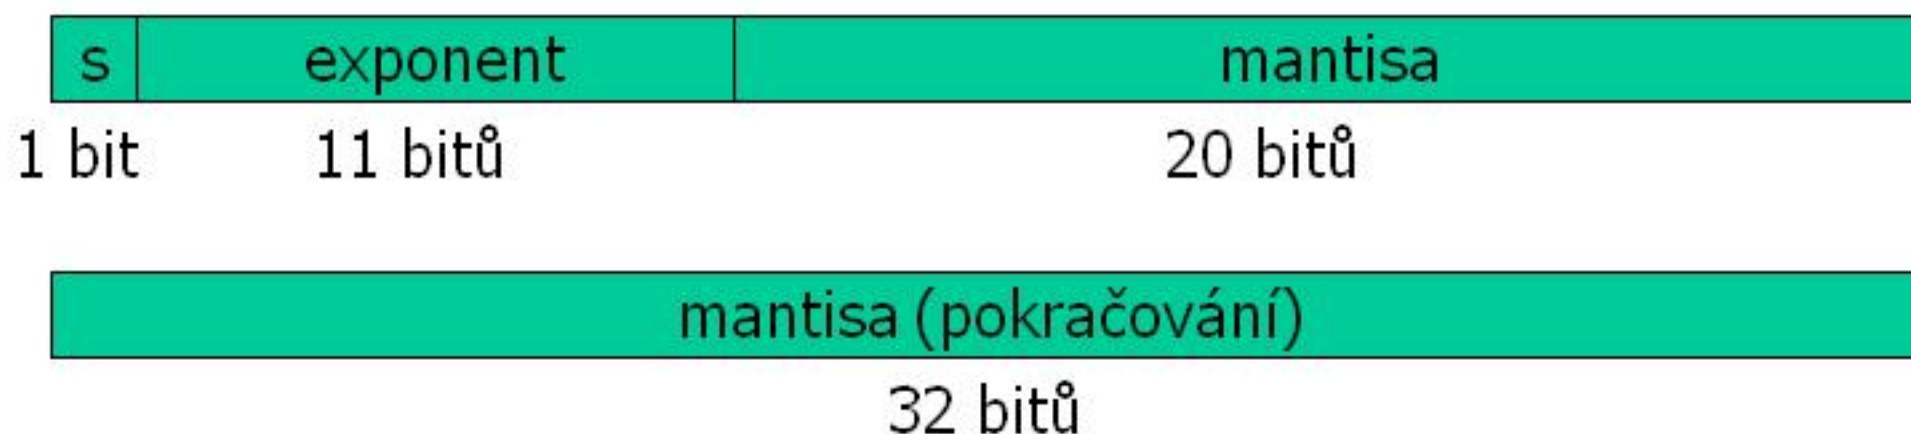 s exponent mantisa
1 bit 11 bitů 20 bitů
mantisa (pokračování)
32 bitů